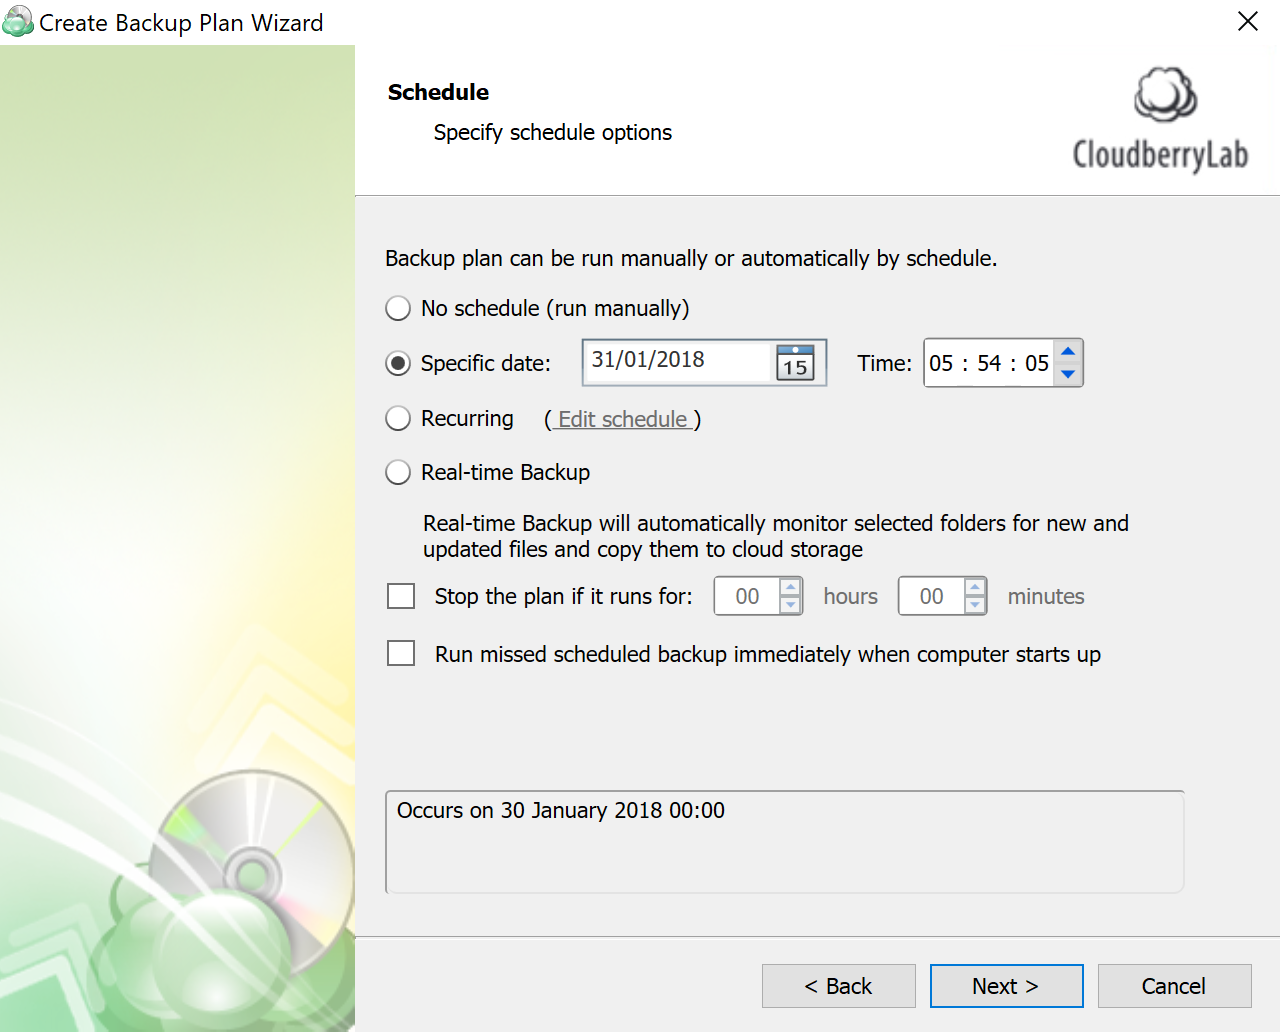 Create Backup Plan Wizard
Schedule
Specify schedule options
CloudberryLab
Backup plan can be run manually or automatically by schedule.
No schedule (run manually)
Specific date: 31/01/2018 15 Time: 05 : 54 : 05
Recurring ( Edit schedule )
Real-time Backup
Real-time Backup will automatically monitor selected folders for new and
updated files and copy them to cloud storage
Stop the plan if it runs for: 00 hours 00 minutes
Run missed scheduled backup immediately when computer starts up
Occurs on 30 January 2018 00:00
< Back Next > Cancel